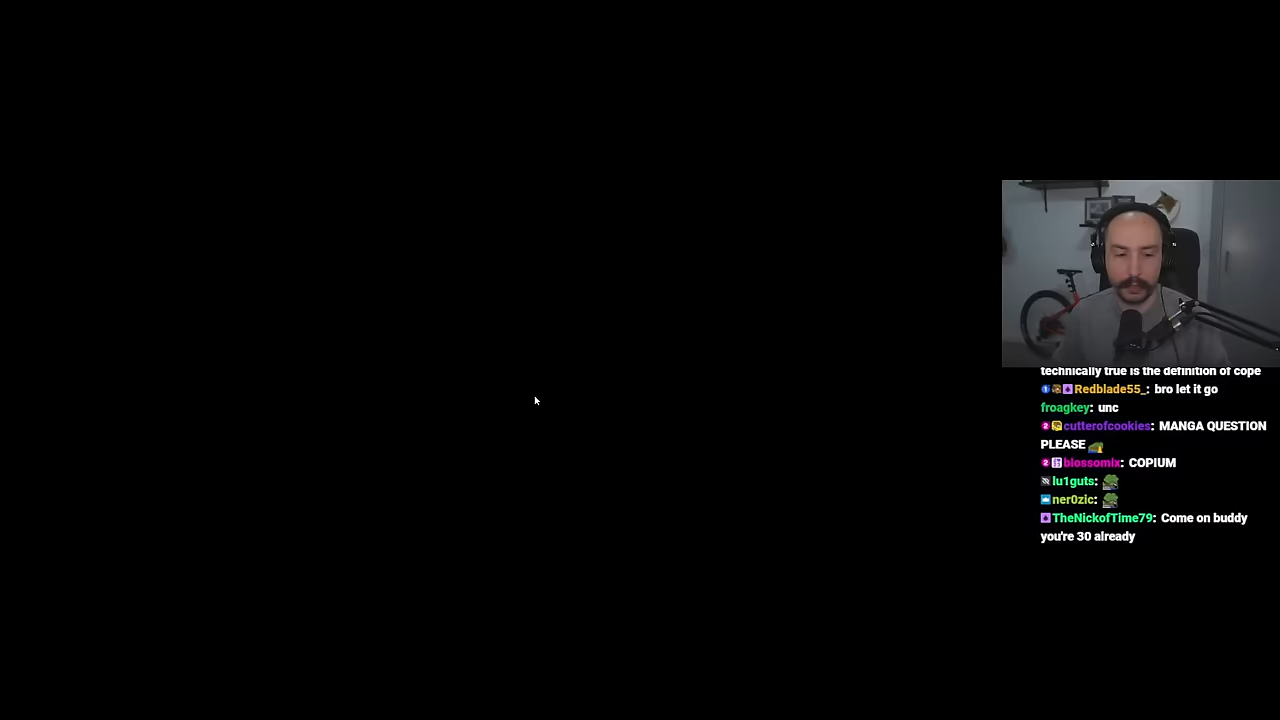 technically true is the definition of cope
Redblade55_: bro let it go
froagkey: unc
cutterofcookies: MANGA QUESTION
PLEASE
blossomix: COPIUM
lu1guts:
ner0zic:
TheNickofTime79: Come on buddy
you're 30 already